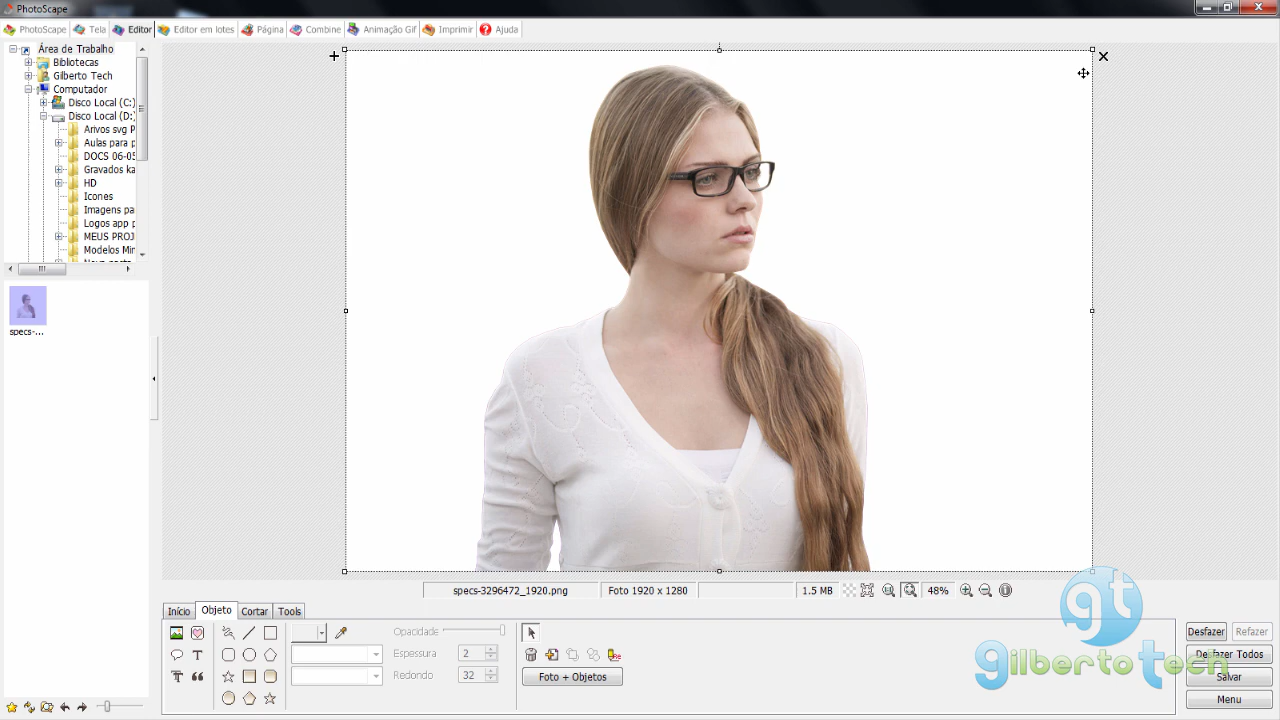 PhotoScape
PhotoScape Tela Editor Editor em lotes Página Combine Animação Gif Imprimir Ajuda
Área de Trabalho
Bibliotecas
Gilberto Tech
Computador
Disco Local (C:)
Disco Local (D:
Arivos svg P
Aulas para p
DOCS 06-05
Gravados ka
HD
Icones
Imagens pa
Logos app p
MEUS PROJ
Modelos Min
specs-...
specs-3296472_1920.png Foto 1920 x 1280 1.5 MB 48%
Início Objeto Cortar Tools
Opacidade
Espessura 2
Redondo 32
Foto + Objetos
Desfazer Refazer
Desfazer Todos
Salvar
Menu
gt
gilberto tech